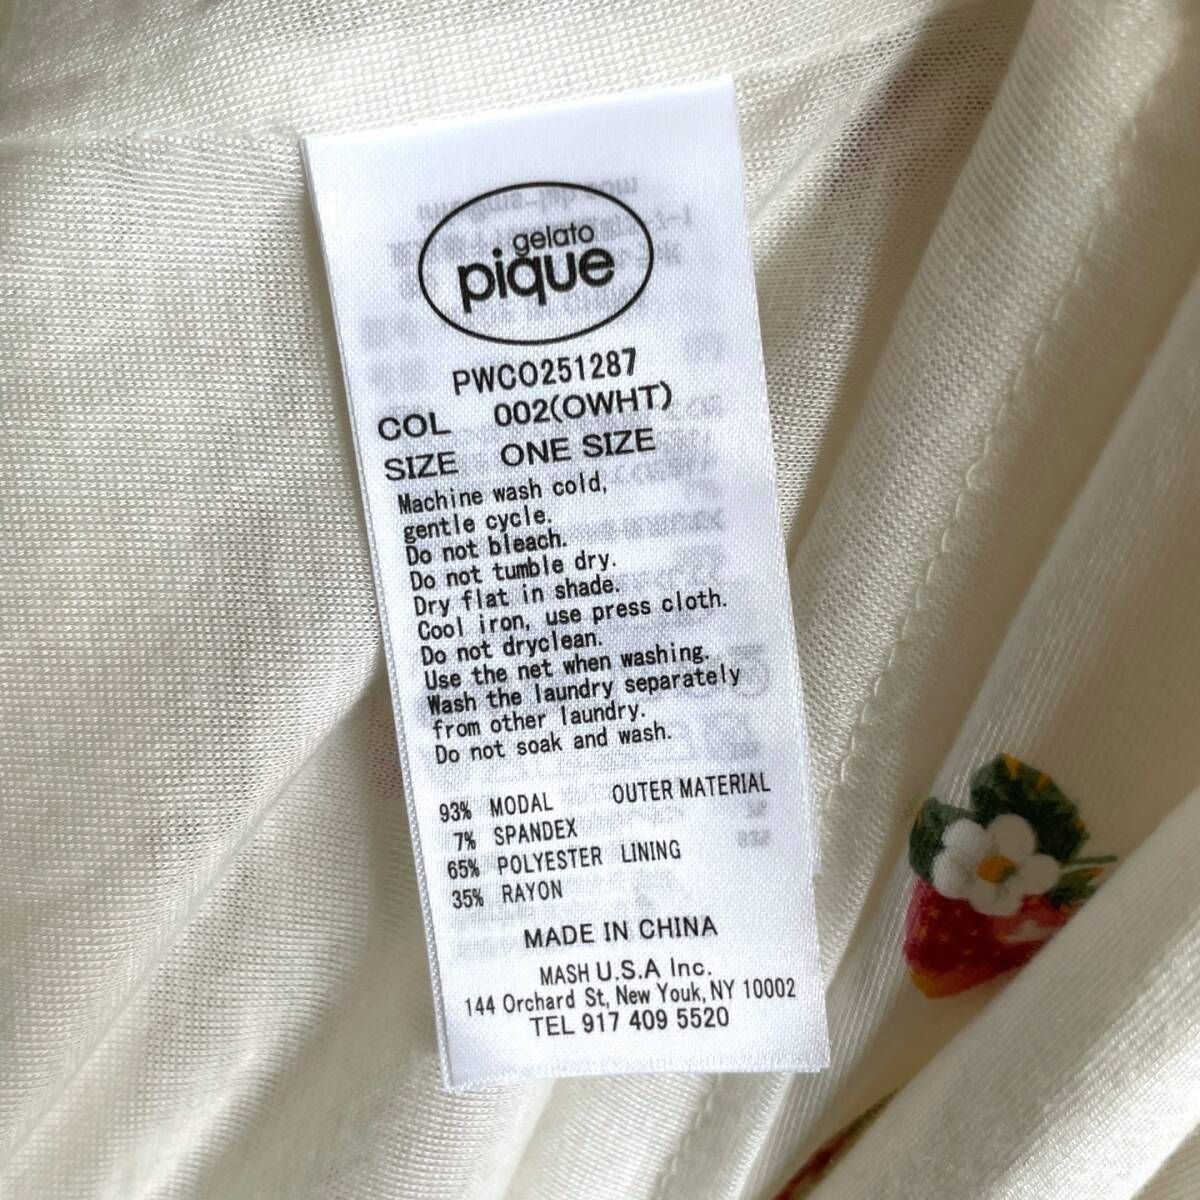 gelato
pique
PWCO251287
COL 002(OWHT)
SIZE ONE SIZE
Machine wash cold,
gentle cycle.
Do not bleach.
Do not tumble dry.
Dry flat in shade.
Cool iron, use press cloth.
Do not dryclean.
Use the net when washing.
Wash the laundry separately
from other laundry.
Do not soak and wash.
93% MODAL OUTER MATERIAL
7% SPANDEX
65% POLYESTER LINING
35% RAYON
MADE IN CHINA
MASH U.S.A Inc.
144 Orchard St, New Youk, NY 10002
TEL 917 409 5520